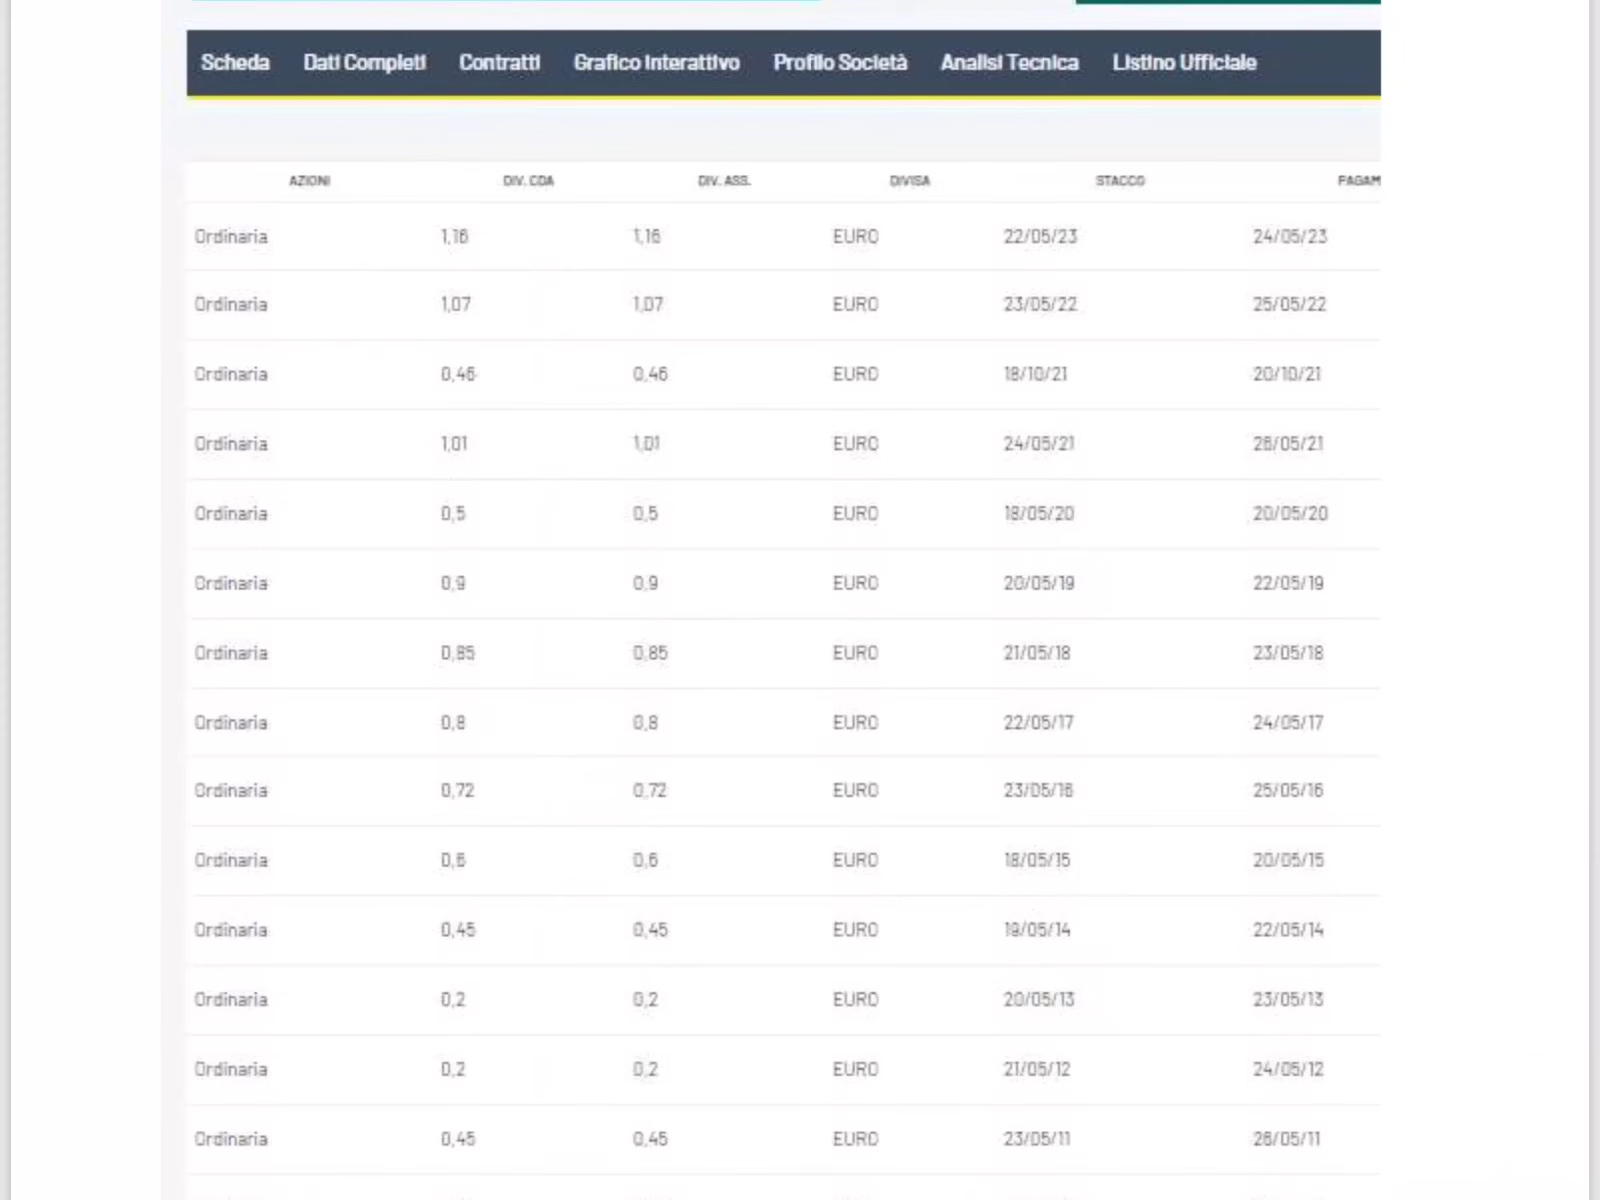 Scheda Dati Completi Contratti Grafico Interattivo Profilo Società Analisi Tecnica Listino Ufficiale
AZIONI DIV. CDA DIV. ASS. DIVISA STACCO PAGAM
Ordinaria 1,16 1,16 EURO 22/05/23 24/05/23
Ordinaria 1,07 1,07 EURO 23/05/22 25/05/22
Ordinaria 0,46 0,46 EURO 18/10/21 20/10/21
Ordinaria 1,01 1,01 EURO 24/05/21 26/05/21
Ordinaria 0,5 0,5 EURO 18/05/20 20/05/20
Ordinaria 0,9 0,9 EURO 20/05/19 22/05/19
Ordinaria 0,85 0,85 EURO 21/05/18 23/05/18
Ordinaria 0,8 0,8 EURO 22/05/17 24/05/17
Ordinaria 0,72 0,72 EURO 23/05/16 25/05/16
Ordinaria 0,6 0,6 EURO 18/05/15 20/05/15
Ordinaria 0,45 0,45 EURO 19/05/14 22/05/14
Ordinaria 0,2 0,2 EURO 20/05/13 23/05/13
Ordinaria 0,2 0,2 EURO 21/05/12 24/05/12
Ordinaria 0,45 0,45 EURO 23/05/11 26/05/11